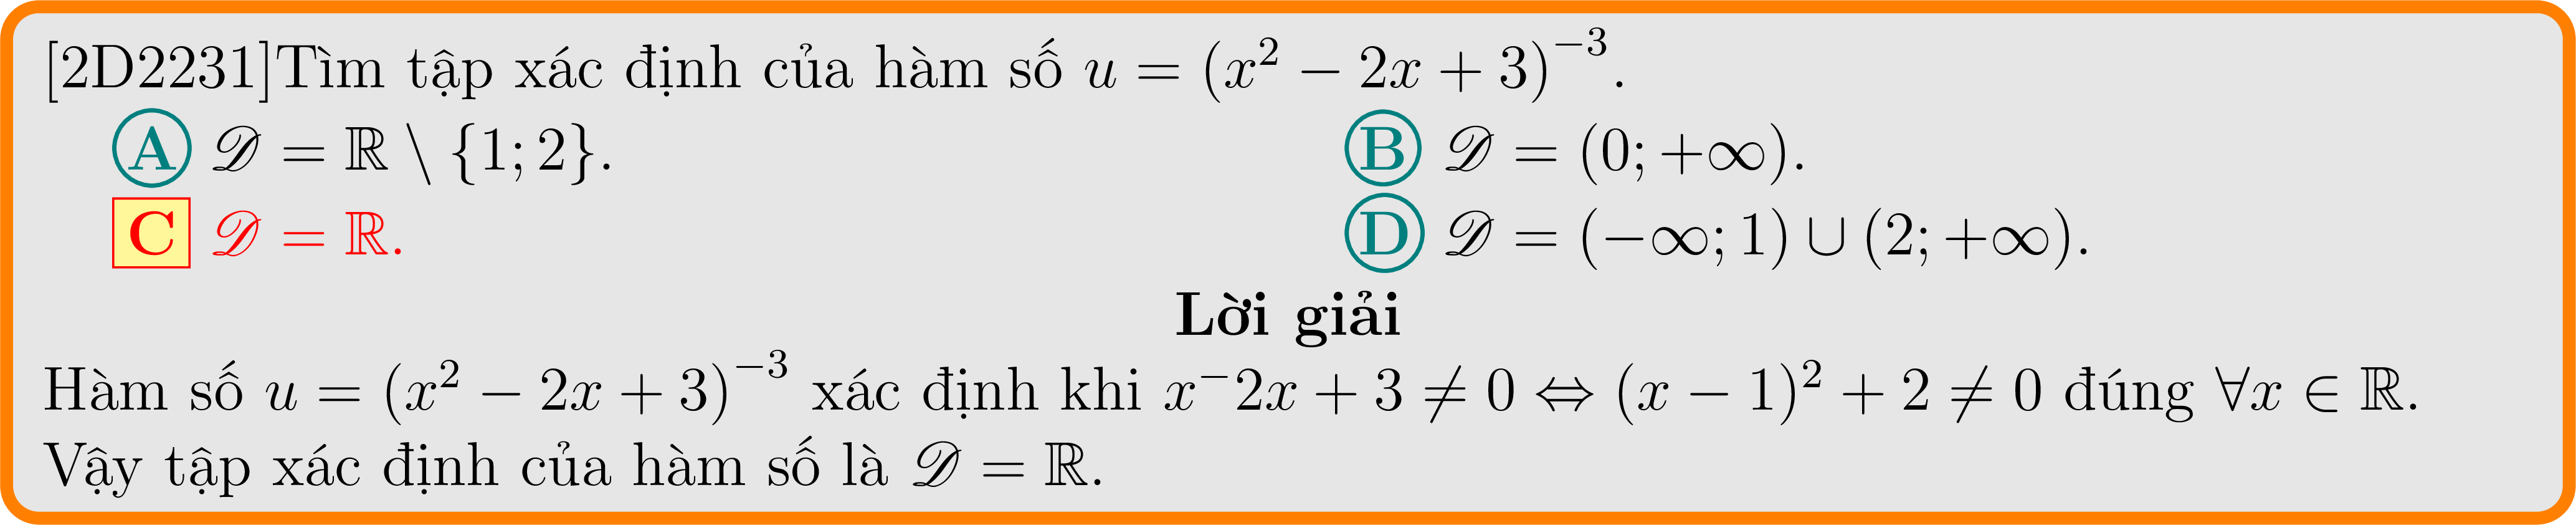 [2D2231]Tìm tập xác định của hàm số $u = (x^2 - 2x + 3)^{-3}$.
A $\mathscr{D} = \mathbb{R} \setminus \{1; 2\}$. B $\mathscr{D} = (0; +\infty)$.
C $\mathscr{D} = \mathbb{R}$. D $\mathscr{D} = (-\infty; 1) \cup (2; +\infty)$.
Lời giải
Hàm số $u = (x^2 - 2x + 3)^{-3}$ xác định khi $x^- 2x + 3 \neq 0 \Leftrightarrow (x - 1)^2 + 2 \neq 0$ đúng $\forall x \in \mathbb{R}$.
Vậy tập xác định của hàm số là $\mathscr{D} = \mathbb{R}$.